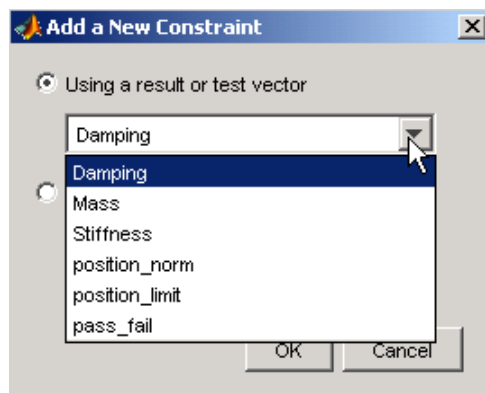 Add a New Constraint
Using a result or test vector
Damping
Damping
Mass
Stiffness
position_norm
position_limit
pass_fail
OK Cancel